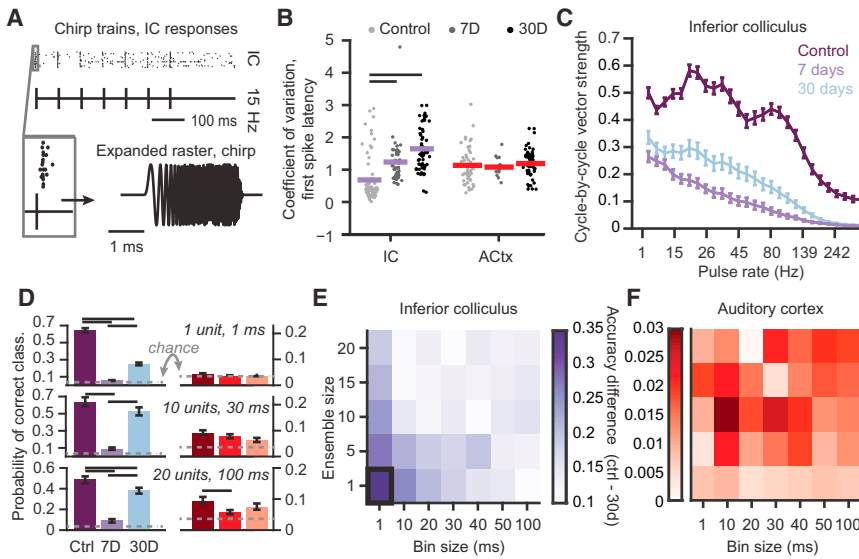 A
Chirp trains, IC responses
IC
15 Hz
100 ms
Expanded raster, chirp
1 ms
B
Control 7D 30D
Coefficient of variation,
first spike latency
5
4
3
2
1
0
−1
IC ACtx
C
Inferior colliculus
Control
7 days
30 days
Cycle-by-cycle vector strength
0.7
0.6
0.5
0.4
0.3
0.2
0.1
0
1 15 26 45 80 139 242
Pulse rate (Hz)
D
Probability of correct class.
0.7
0.4
0.1
chance
1 unit, 1 ms
0.2
0.1
0
0.7
0.4
0.1
10 units, 30 ms
0.2
0.1
0
0.6
0.4
0.2
0
20 units, 100 ms
0.2
0.1
0
Ctrl 7D 30D
E
Inferior colliculus
Ensemble size
20
15
10
5
1
1 10 20 30 40 50 100
Bin size (ms)
0.35
0.30
0.25
0.20
0.15
0.1
Accuracy difference (ctrl - 30d)
F
Auditory cortex
0.03
0.025
0.02
0.015
0.01
0.005
0
1 10 20 30 40 50 100
Bin size (ms)